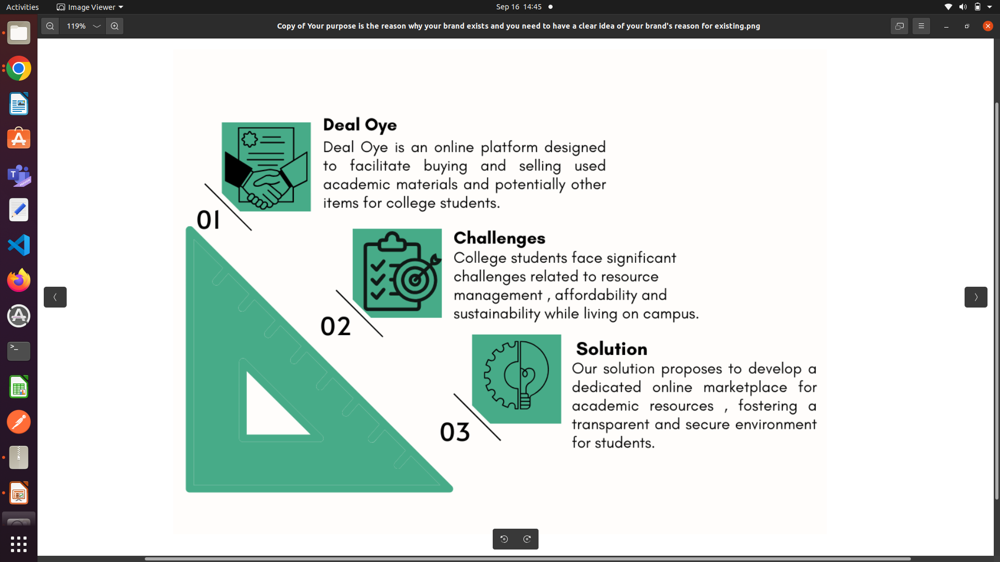 Activities
Image Viewer
Sep 16 14:45
119%
Copy of Your purpose is the reason why your brand exists and you need to have a clear idea of your brand's reason for existing.png
Deal Oye
Deal Oye is an online platform designed
to facilitate buying and selling used
academic materials and potentially other
items for college students.
01
Challenges
College students face significant
challenges related to resource
management , affordability and
sustainability while living on campus.
02
Solution
Our solution proposes to develop a
dedicated online marketplace for
academic resources , fostering a
transparent and secure environment
for students.
03